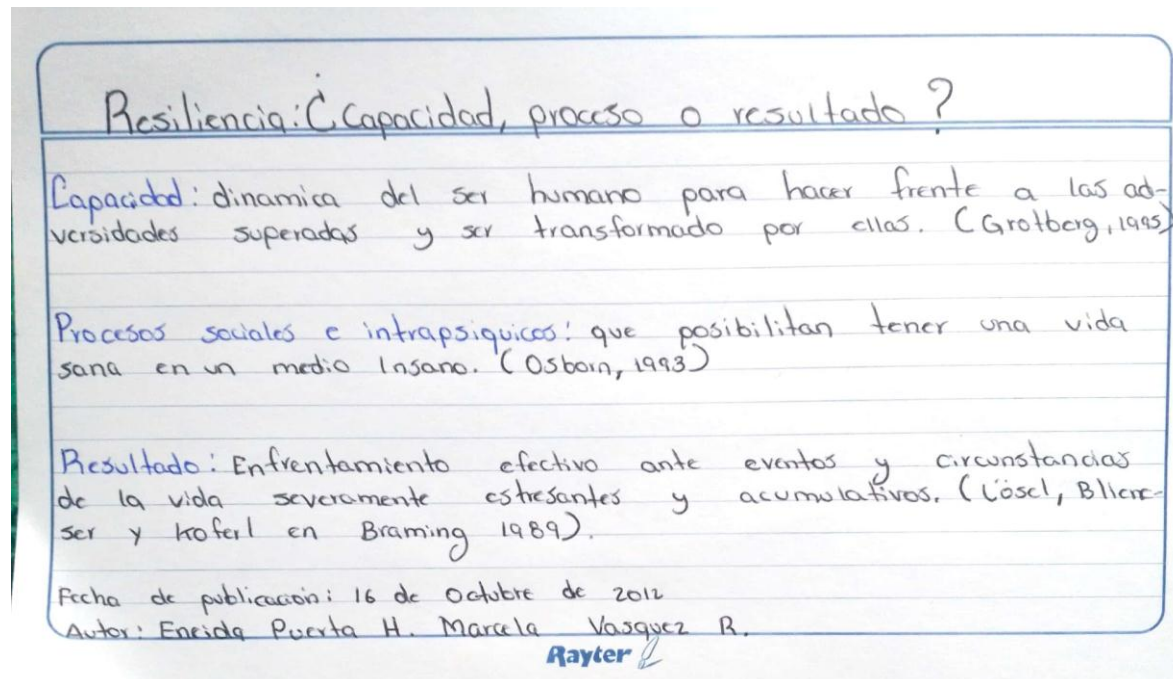 Resiliencia: ¿Capacidad, proceso o resultado?
Capacidad: dinamica del ser humano para hacer frente a las ad-
versidades superadas y ser transformado por ellas. (Grotberg, 1995)
Procesos sociales e intrapsiquicos: que posibilitan tener una vida
sana en un medio Insano. (Osborn, 1993)
Resultado: Enfrentamiento efectivo ante eventos y circunstancias
de la vida severamente estresantes y acumulativos. (Lösel, Bliene-
ser y Koferl en Braming 1989).
Fecha de publicacion: 16 de Octubre de 2012
Autor: Eneida Puerta H. Marcela Vasquez R.
Rayter